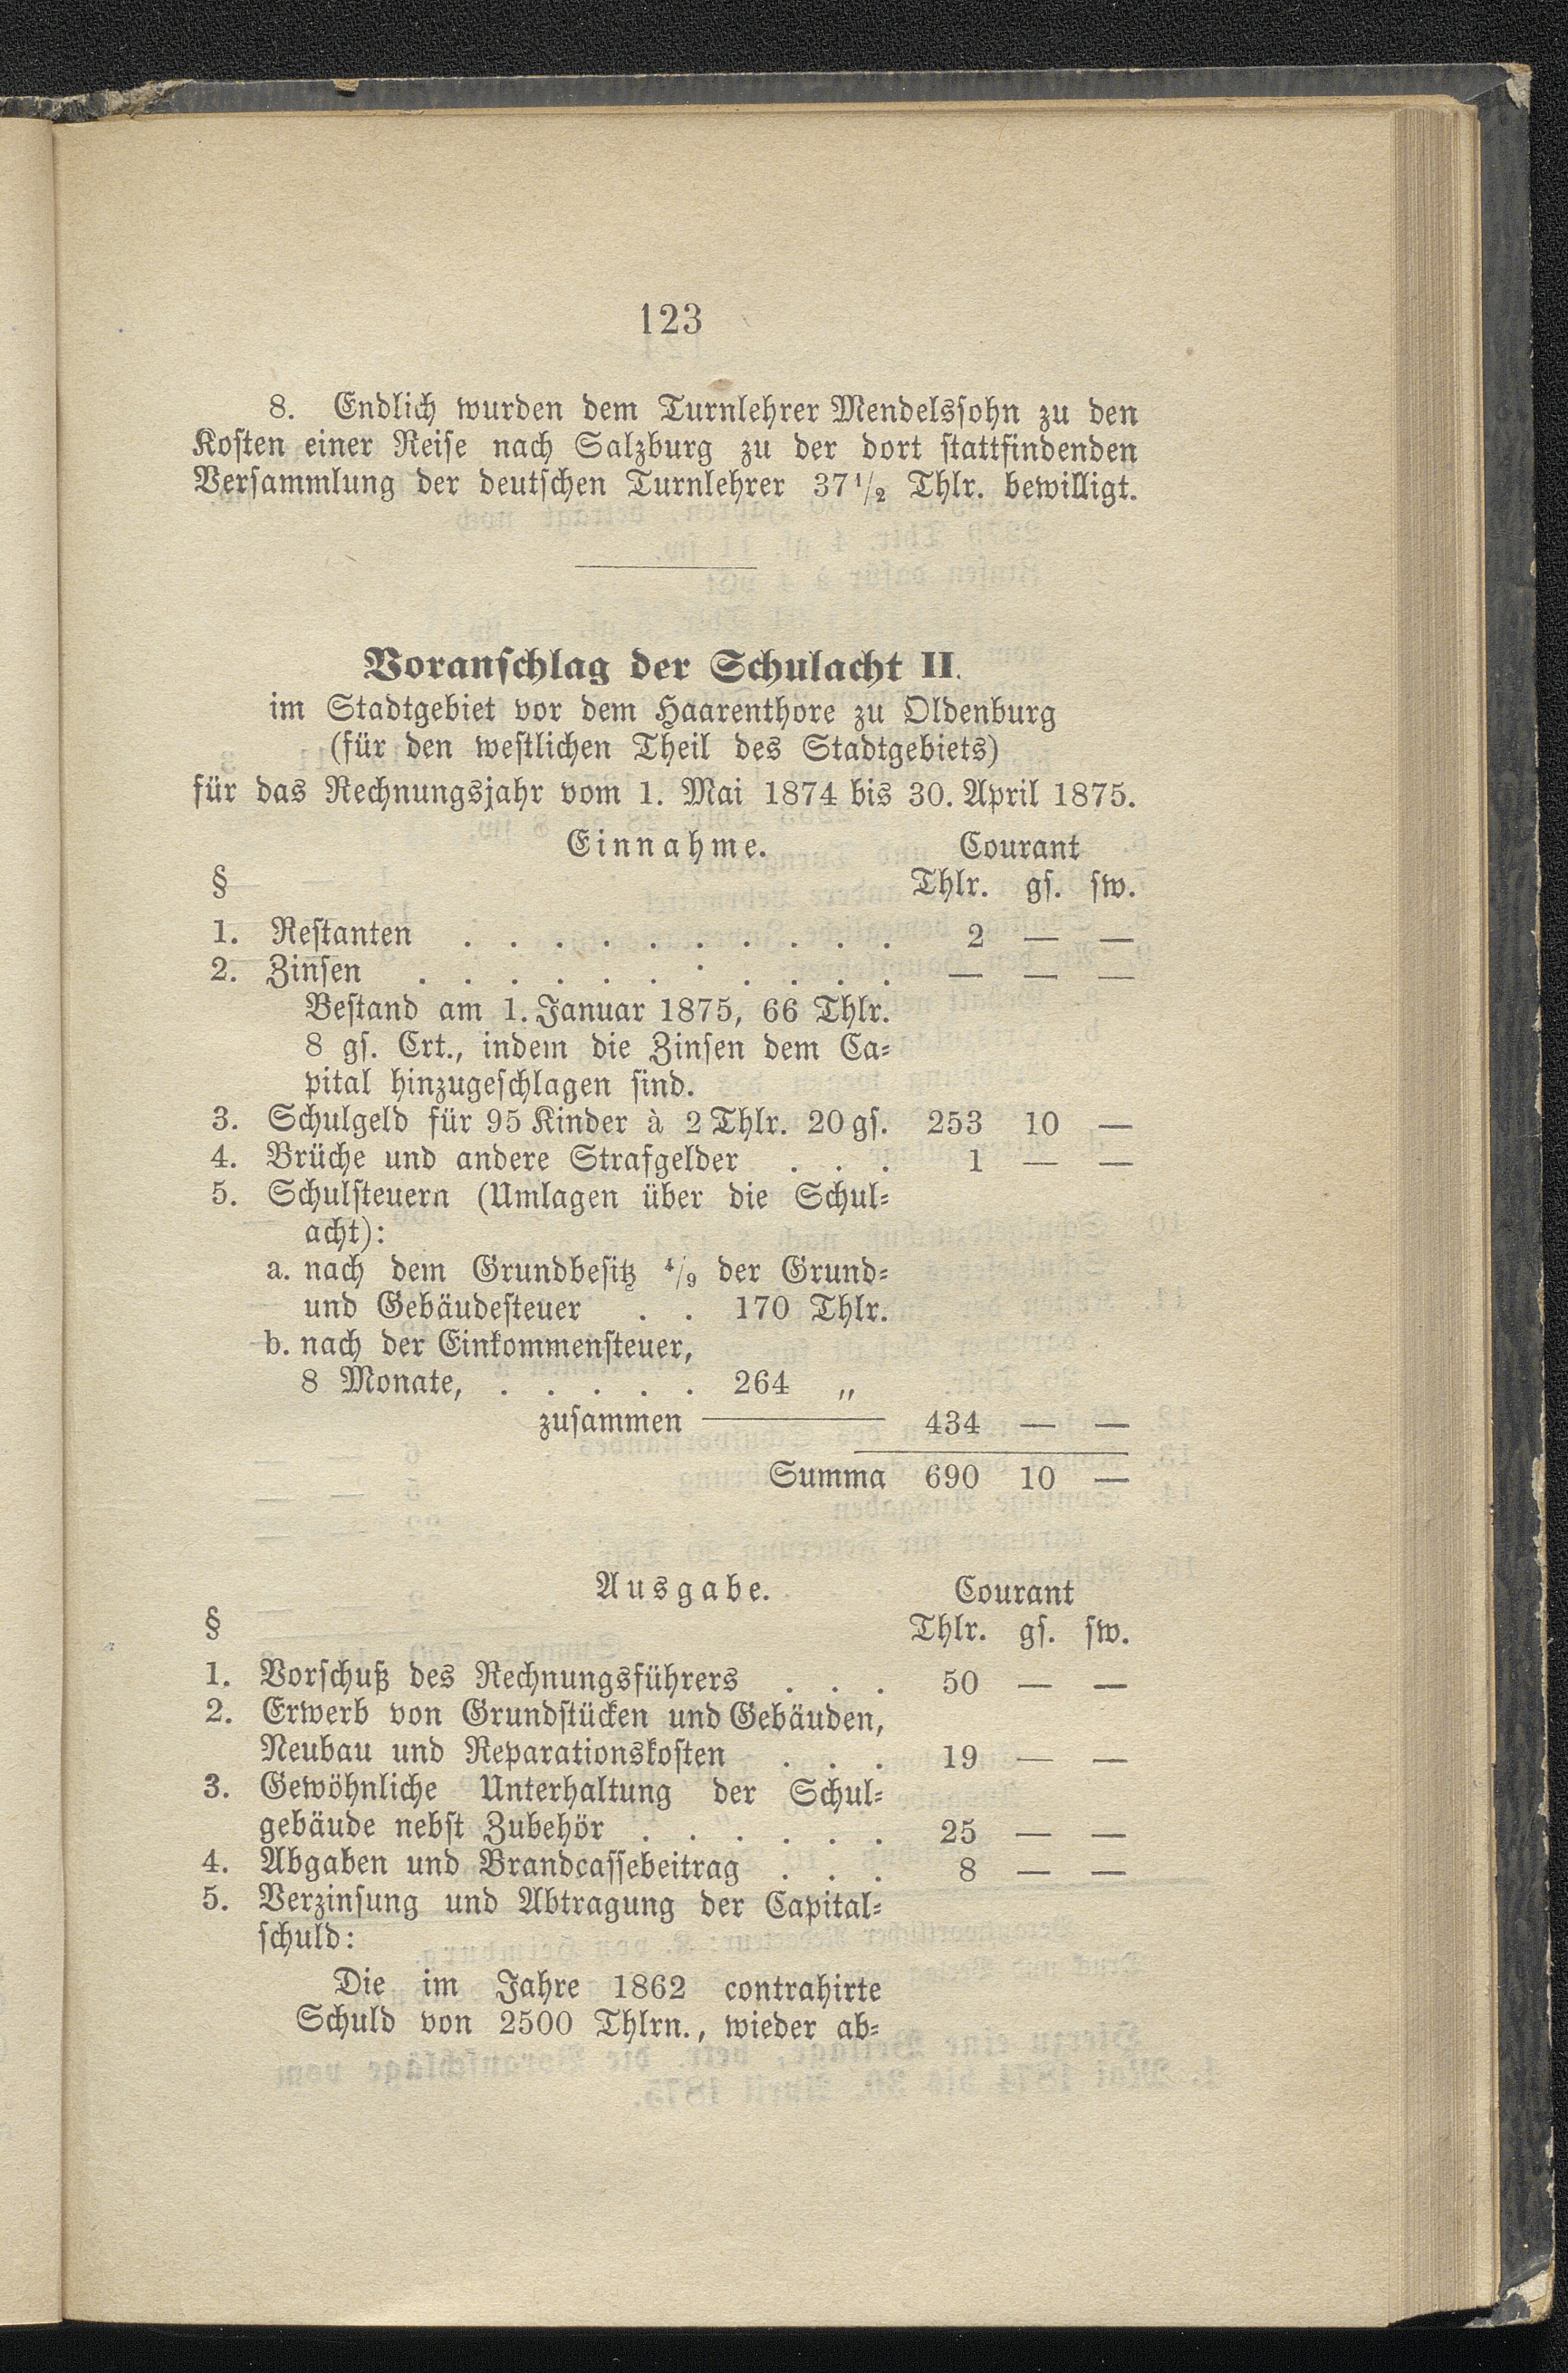 123
8. Endlich wurden dem Turnlehrer Mendelssohn zu den
Kosten einer Reise nach Salzburg zu der dort stattfindenden
Versammlung der deutschen Turnlehrer 37 1/2 Thlr. bewilligt.
Voranschlag der Schulacht II.
im Stadtgebiet vor dem Haarenthore zu Oldenburg
(für den westlichen Theil des Stadtgebiets)
für das Rechnungsjahr vom 1. Mai 1874 bis 30. April 1875.
Einnahme. Courant
§ Thlr. gs. sw.
1. Restanten . . . . . . . . . . 2 — —
2. Zinsen . . . . . . . . . . . — — —
Bestand am 1. Januar 1875, 66 Thlr.
8 gs. Crt., indem die Zinsen dem Ca-
pital hinzugeschlagen sind.
3. Schulgeld für 95 Kinder à 2 Thlr. 20 gs. 253 10 —
4. Brüche und andere Strafgelder . . . 1 — —
5. Schulsteuern (Umlagen über die Schul-
acht):
a. nach dem Grundbesitz 4/9 der Grund-
und Gebäudesteuer . . 170 Thlr.
b. nach der Einkommensteuer,
8 Monate, . . . . . 264 „
zusammen 434 — —
Summa 690 10 —
Ausgabe. Courant
§ Thlr. gs. sw.
1. Vorschuß des Rechnungsführers . . . 50 — —
2. Erwerb von Grundstücken und Gebäuden,
Neubau und Reparationskosten . . . 19 — —
3. Gewöhnliche Unterhaltung der Schul-
gebäude nebst Zubehör . . . . . . 25 — —
4. Abgaben und Brandcassebeitrag . . . 8 — —
5. Verzinsung und Abtragung der Capital-
schuld:
Die im Jahre 1862 contrahirte
Schuld von 2500 Thlrn., wieder ab-